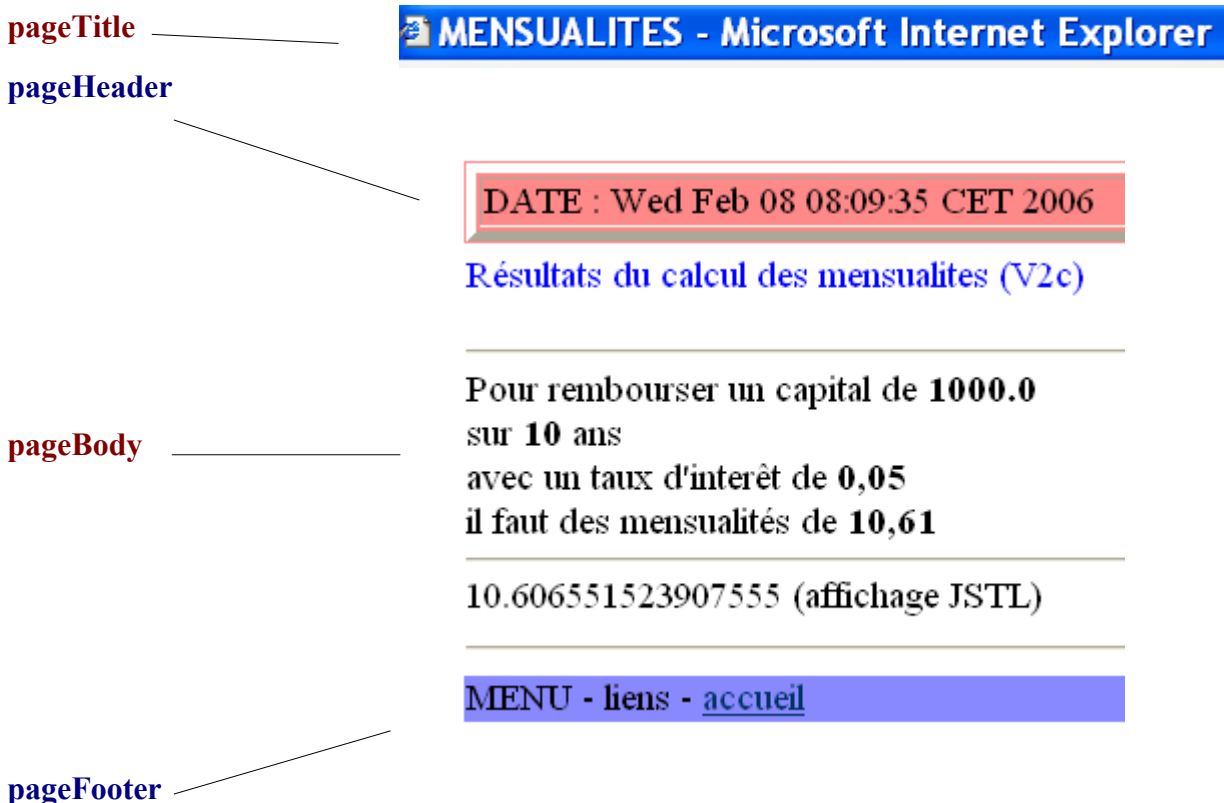 pageTitle
MENSUALITES - Microsoft Internet Explorer
pageHeader
DATE : Wed Feb 08 08:09:35 CET 2006
Résultats du calcul des mensualites (V2c)
Pour rembourser un capital de 1000.0
sur 10 ans
pageBody
avec un taux d'interêt de 0,05
il faut des mensualités de 10,61
10.606551523907555 (affichage JSTL)
MENU - liens - accueil
pageFooter